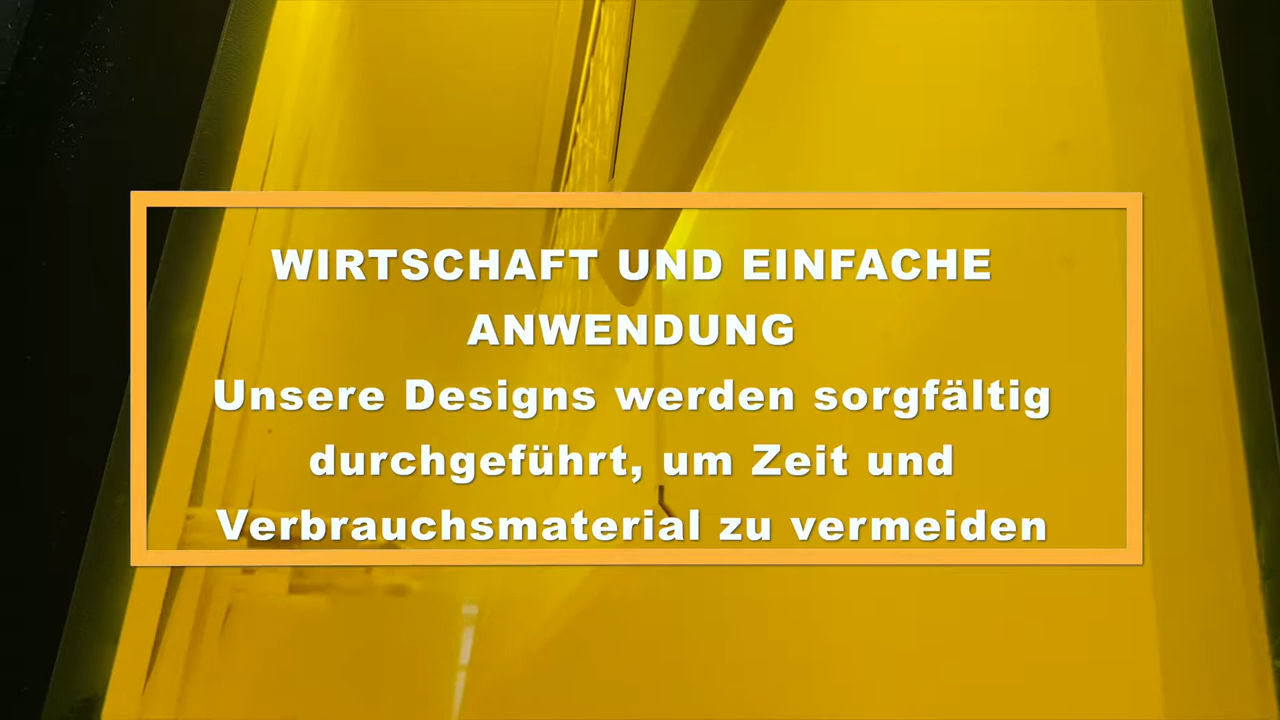 WIRTSCHAFT UND EINFACHE
ANWENDUNG
Unsere Designs werden sorgfältig
durchgeführt, um Zeit und
Verbrauchsmaterial zu vermeiden